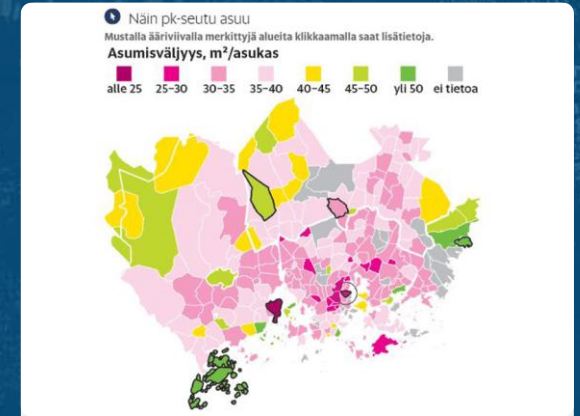 Näin pk-seutu asuu
Mustalla ääriviivalla merkittyjä alueita klikkaamalla saat lisätietoja.
Asumisväljyys, m²/asukas
alle 25 25–30 30–35 35–40 40–45 45–50 yli 50 ei tietoa